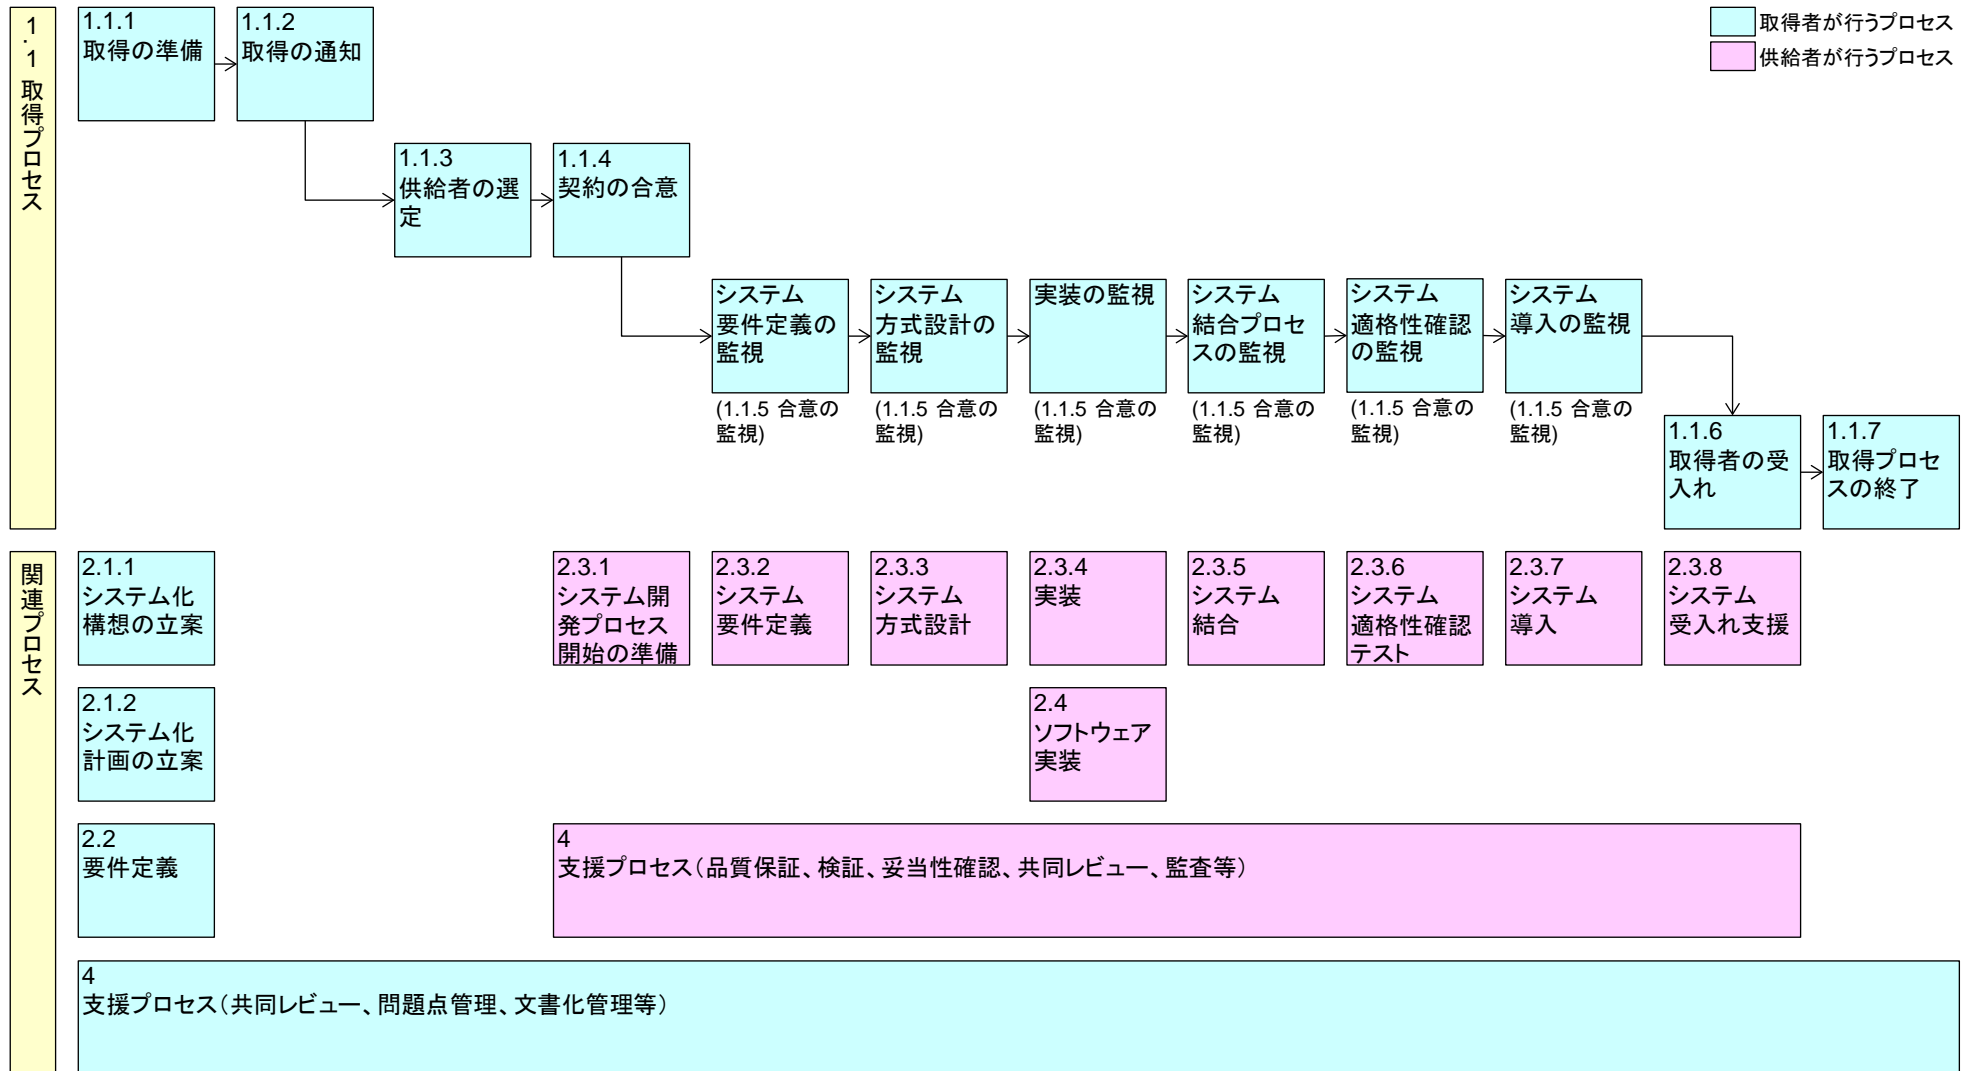 1.1 取得プロセス
1.1.1
取得の準備
1.1.2
取得の通知
取得者が行うプロセス
供給者が行うプロセス
1.1.3
供給者の選
定
1.1.4
契約の合意
システム
要件定義の
監視
(1.1.5 合意の
監視)
システム
方式設計の
監視
(1.1.5 合意の
監視)
実装の監視
(1.1.5 合意の
監視)
システム
結合プロセ
スの監視
(1.1.5 合意の
監視)
システム
適格性確認
の監視
(1.1.5 合意の
監視)
システム
導入の監視
(1.1.5 合意の
監視)
1.1.6
取得者の受
入れ
1.1.7
取得プロセ
スの終了
関連プロセス
2.1.1
システム化
構想の立案
2.3.1
システム開
発プロセス
開始の準備
2.3.2
システム
要件定義
2.3.3
システム
方式設計
2.3.4
実装
2.3.5
システム
結合
2.3.6
システム
適格性確認
テスト
2.3.7
システム
導入
2.3.8
システム
受入れ支援
2.1.2
システム化
計画の立案
2.4
ソフトウェア
実装
2.2
要件定義
4
支援プロセス（品質保証、検証、妥当性確認、共同レビュー、監査等）
4
支援プロセス（共同レビュー、問題点管理、文書化管理等）